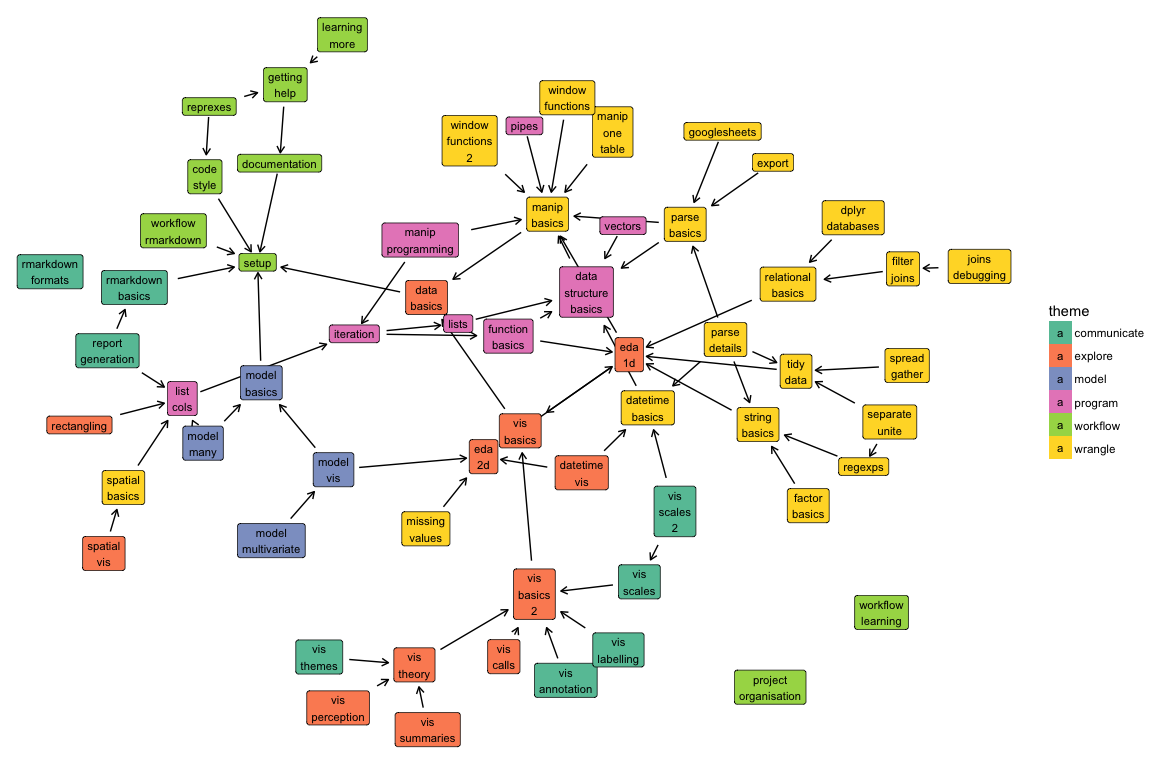 learning
more
getting
help
reprexes
window
functions
manip
one
table
window
functions
2
pipes
googlesheets
export
code
style
documentation
workflow
rmarkdown
manip
programming
manip
basics
vectors
parse
basics
dplyr
databases
rmarkdown
formats
rmarkdown
basics
setup
data
basics
data
structure
basics
relational
basics
filter
joins
joins
debugging
report
generation
iteration
lists
function
basics
eda
1d
parse
details
tidy
data
spread
gather
list
cols
model
basics
rectangling
model
many
vis
basics
datetime
basics
string
basics
separate
unite
regexps
eda
2d
datetime
vis
model
vis
spatial
basics
missing
values
vis
scales
2
factor
basics
spatial
vis
model
multivariate
vis
basics
2
vis
scales
workflow
learning
vis
themes
vis
theory
vis
calls
vis
labelling
vis
annotation
vis
perception
vis
summaries
project
organisation
theme
a communicate
a explore
a model
a program
a workflow
a wrangle